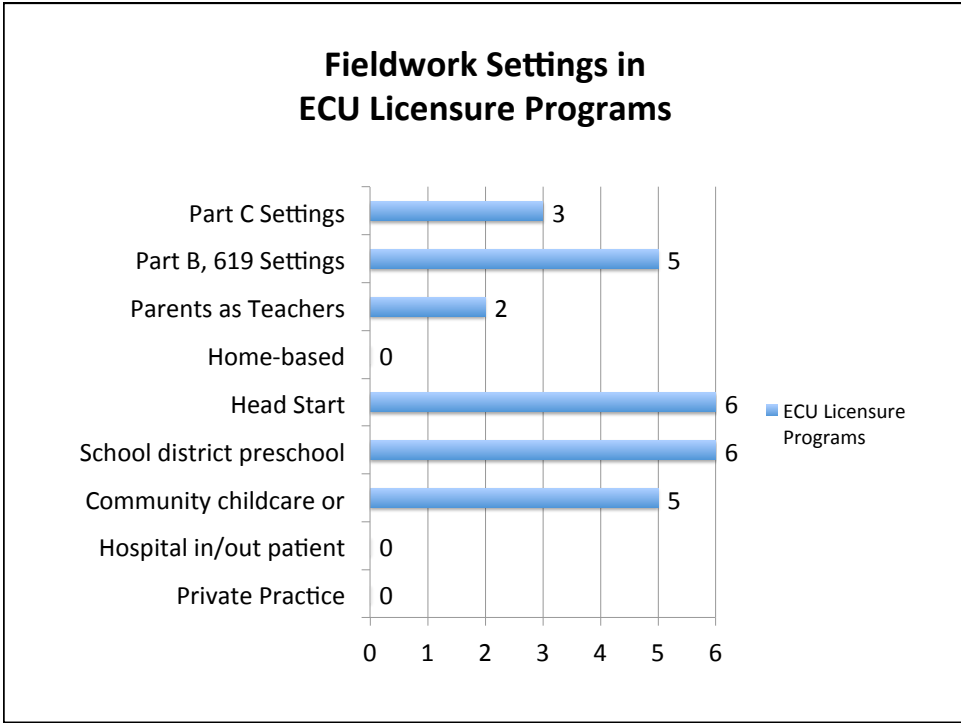 Fieldwork Settings in
ECU Licensure Programs
Part C Settings
3
Part B, 619 Settings
5
Parents as Teachers
2
Home-based
0
Head Start
6
School district preschool
6
Community childcare or
5
Hospital in/out patient
0
Private Practice
0
0 1 2 3 4 5 6
ECU Licensure
Programs